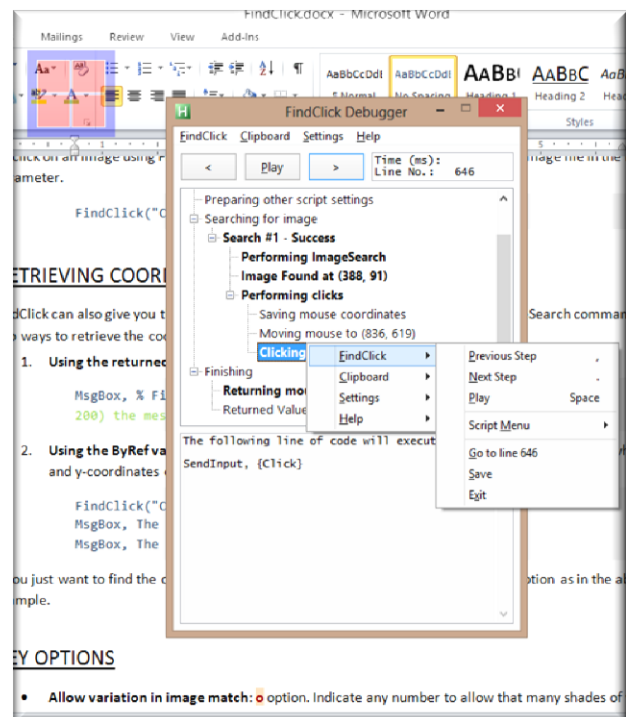 FindClick.docx - Microsoft Word
Mailings Review View Add-Ins
Aa
AaBbCcDdI AaBbCcDdI AABBI AABBC AaB
¶ Normal No Spacing Heading 1 Heading 2 Head
Styles
H FindClick Debugger
FindClick Clipboard Settings Help
< Play > Time (ms):
Line No.: 646
Preparing other script settings
Searching for image
Search #1 - Success
Performing ImageSearch
Image Found at (388, 91)
Performing clicks
Saving mouse coordinates
Moving mouse to (836, 619)
Clicking
Finishing
Returning mou
Returned Value
The following line of code will execut
SendInput, {Click}
FindClick
Clipboard
Settings
Help
Previous Step ,
Next Step .
Play Space
Script Menu
Go to line 646
Save
Exit
click on an image using F
image file in the
ameter.
FindClick("C
ETRIEVING COORI
dClick can also give you t
Search comman
o ways to retrieve the coo
1. Using the returned
MsgBox, % Fi
200) the mes
2. Using the ByRef va
and y-coordinates
FindClick("C
MsgBox, The
MsgBox, The
ou just want to find the c
ption as in the al
mple.
EY OPTIONS
• Allow variation in image match: o option. Indicate any number to allow that many shades of